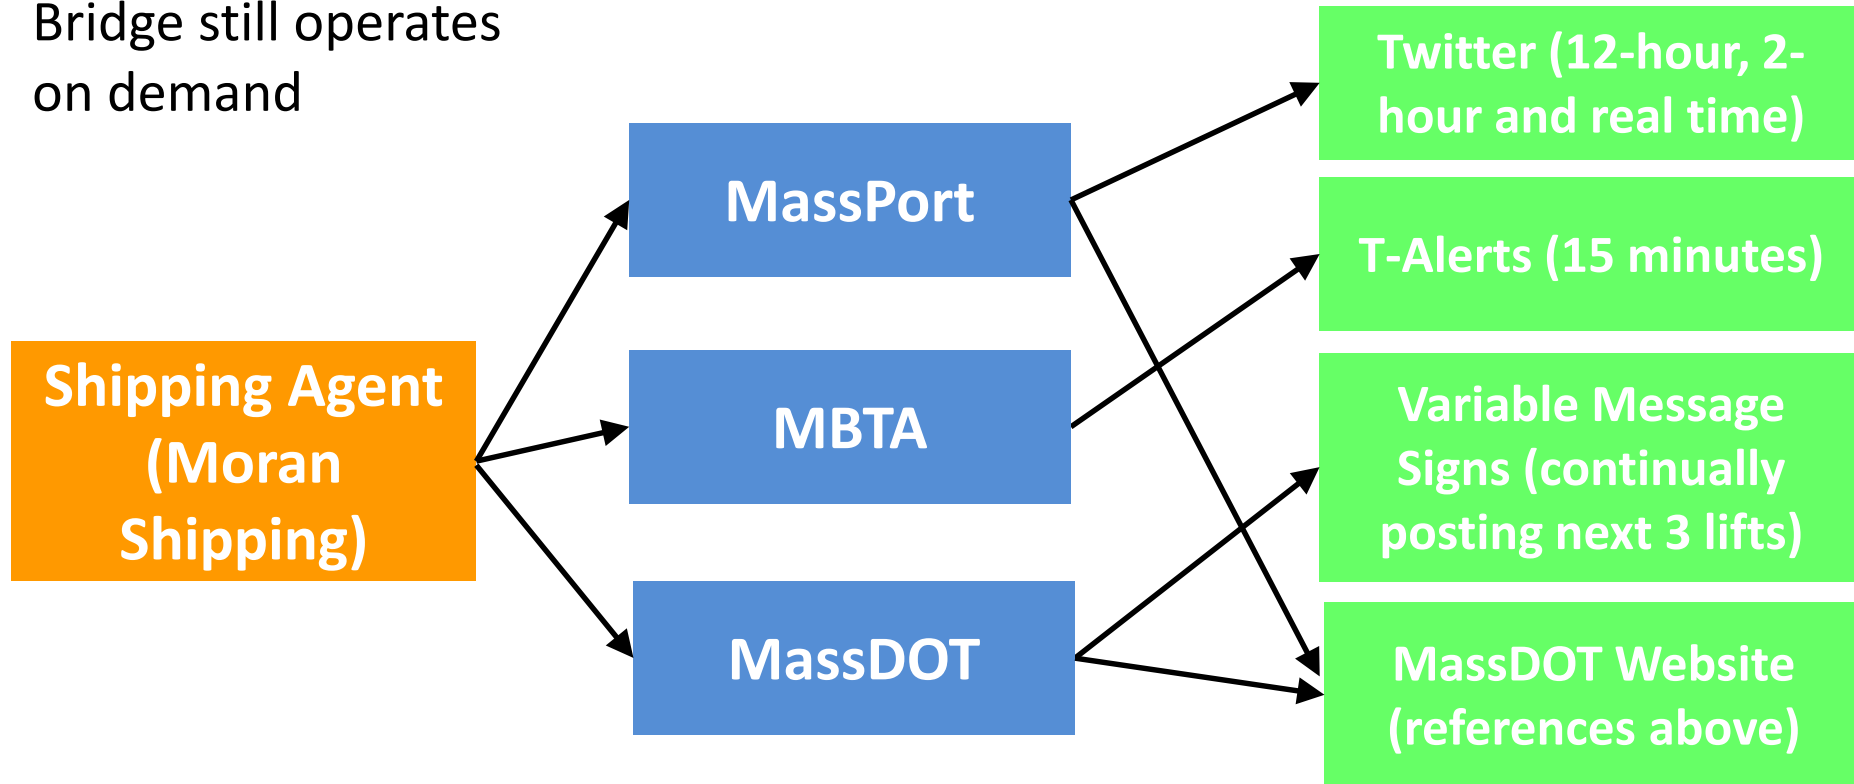 Bridge still operates
on demand
Shipping Agent
(Moran
Shipping)
MassPort
MBTA
MassDOT
Twitter (12-hour, 2-
hour and real time)
T-Alerts (15 minutes)
Variable Message
Signs (continually
posting next 3 lifts)
MassDOT Website
(references above)